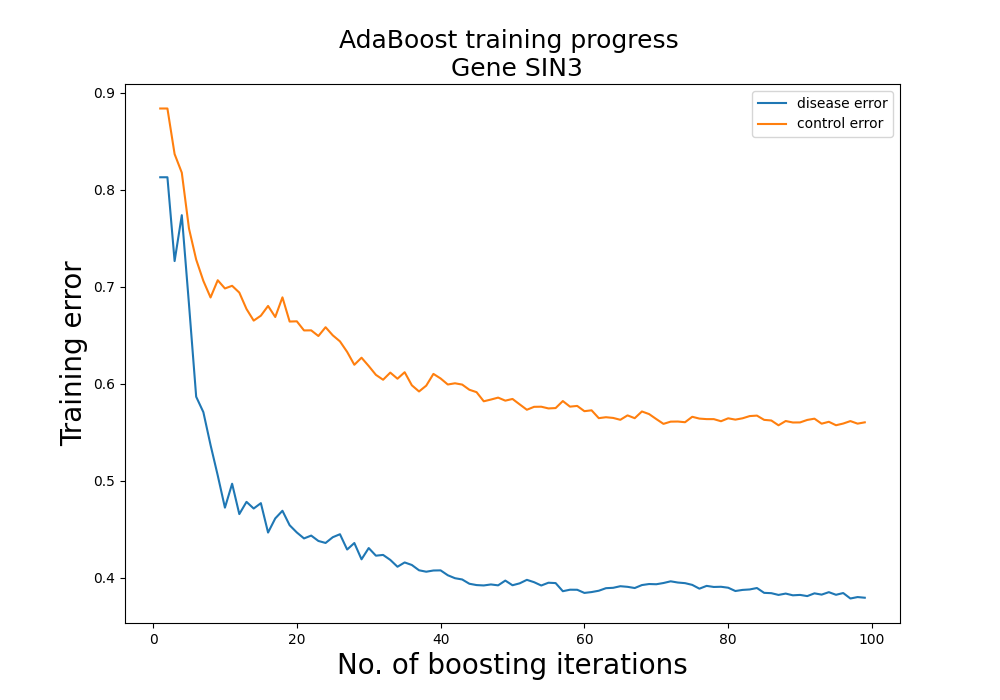 AdaBoost training progress
Gene SIN3
disease error
control error
Training error
0.9
0.8
0.7
0.6
0.5
0.4
0
20
40
60
80
100
No. of boosting iterations